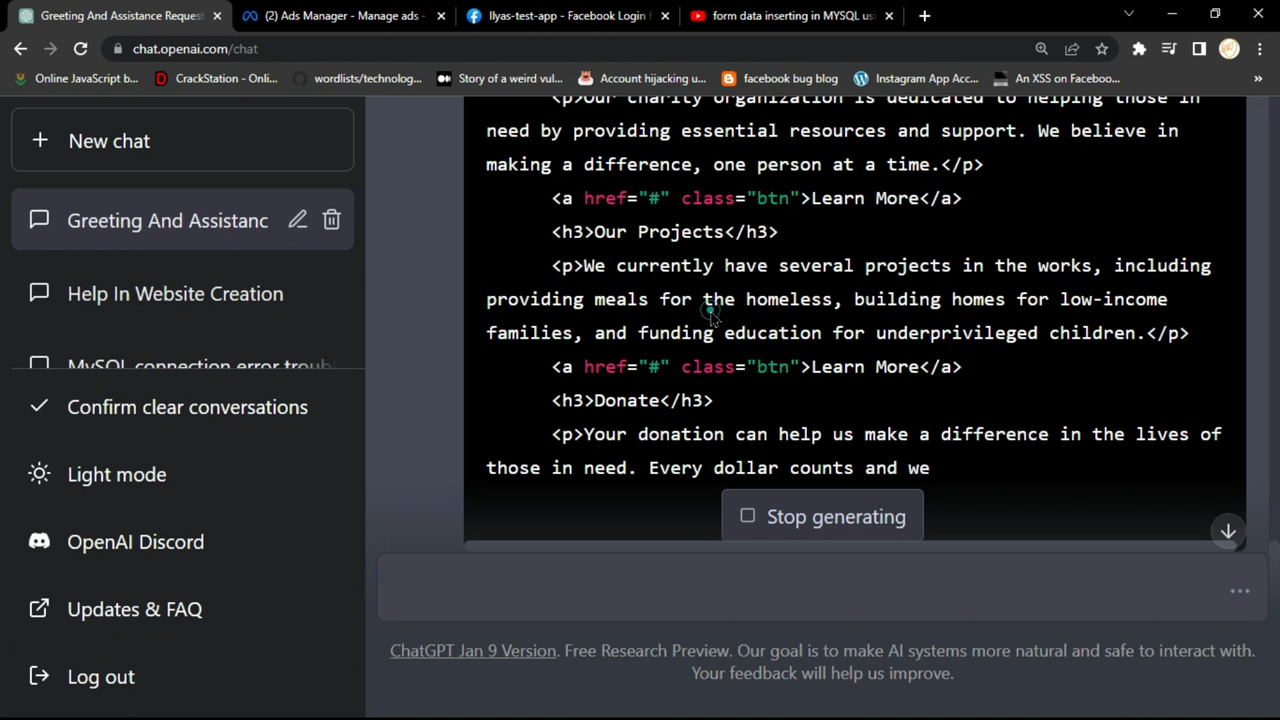 Greeting And Assistance Request
(2) Ads Manager - Manage ads -
Ilyas-test-app - Facebook Login f
form data inserting in MYSQL usi
chat.openai.com/chat
Online JavaScript b...
CrackStation - Onli...
wordlists/technolog...
Story of a weird vul...
Account hijacking u...
facebook bug blog
Instagram App Acc...
An XSS on Faceboo...
»
New chat
Greeting And Assistanc
Help In Website Creation
MySQL connection error troubl
Confirm clear conversations
Light mode
OpenAI Discord
Updates & FAQ
Log out
<p>Our charity organization is dedicated to helping those in
need by providing essential resources and support. We believe in
making a difference, one person at a time.</p>
<a href="#" class="btn">Learn More</a>
<h3>Our Projects</h3>
<p>We currently have several projects in the works, including
providing meals for the homeless, building homes for low-income
families, and funding education for underprivileged children.</p>
<a href="#" class="btn">Learn More</a>
<h3>Donate</h3>
<p>Your donation can help us make a difference in the lives of
those in need. Every dollar counts and we
Stop generating
ChatGPT Jan 9 Version. Free Research Preview. Our goal is to make AI systems more natural and safe to interact with.
Your feedback will help us improve.